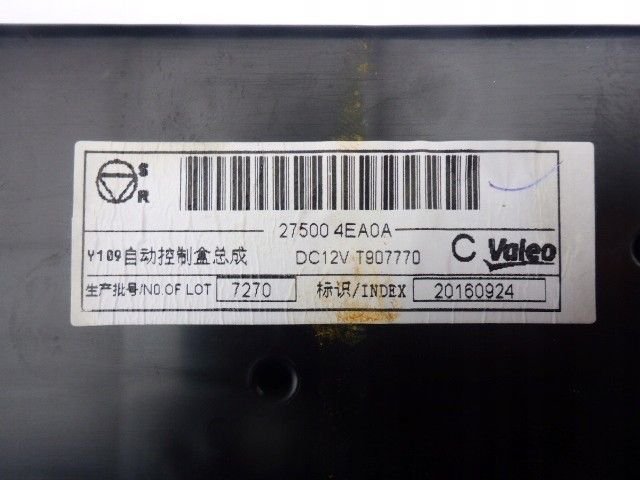 S
R
27500 4EA0A
Y109自动控制盒总成 DC12V T907770 C Valeo
生产批号/NO.OF LOT 7270 标识/INDEX 20160924